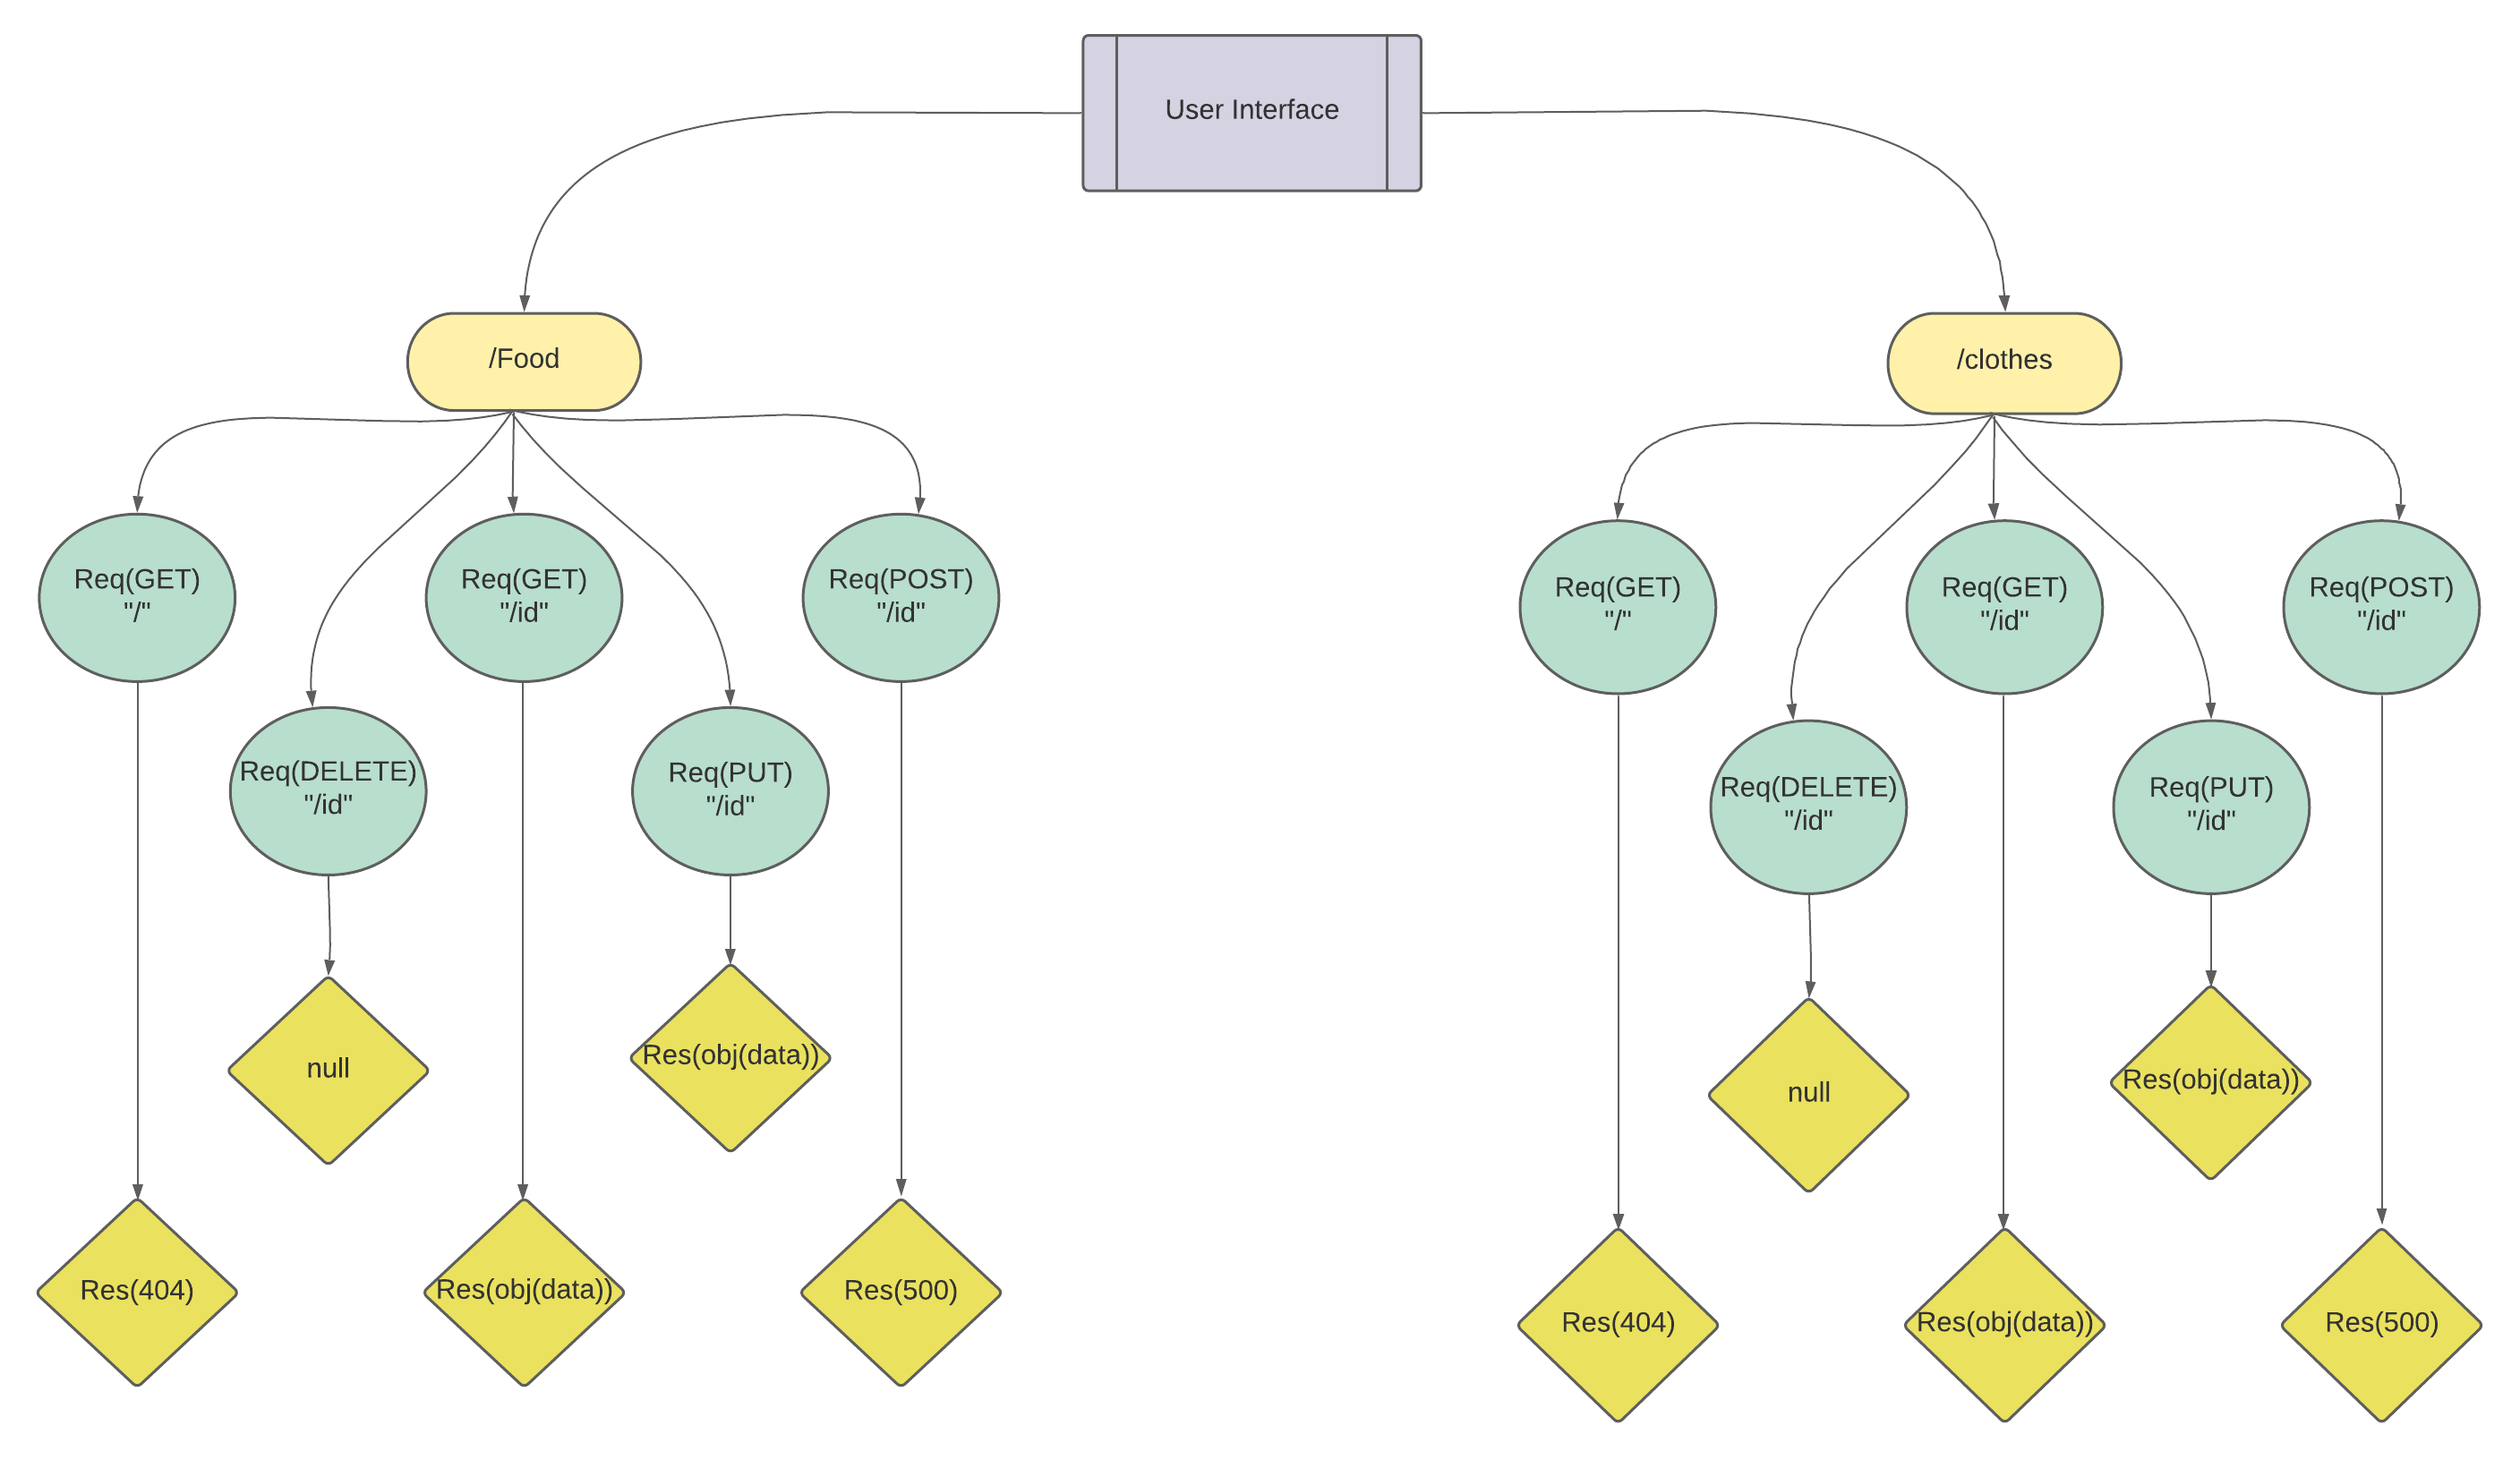 User Interface
/Food
/clothes
Req(GET)
"/"
Req(GET)
"/id"
Req(POST)
"/id"
Req(GET)
"/"
Req(GET)
"/id"
Req(POST)
"/id"
Req(DELETE)
"/id"
Req(PUT)
"/id"
Req(DELETE)
"/id"
Req(PUT)
"/id"
null
Res(obj(data))
null
Res(obj(data))
Res(404)
Res(obj(data))
Res(500)
Res(404)
Res(obj(data))
Res(500)